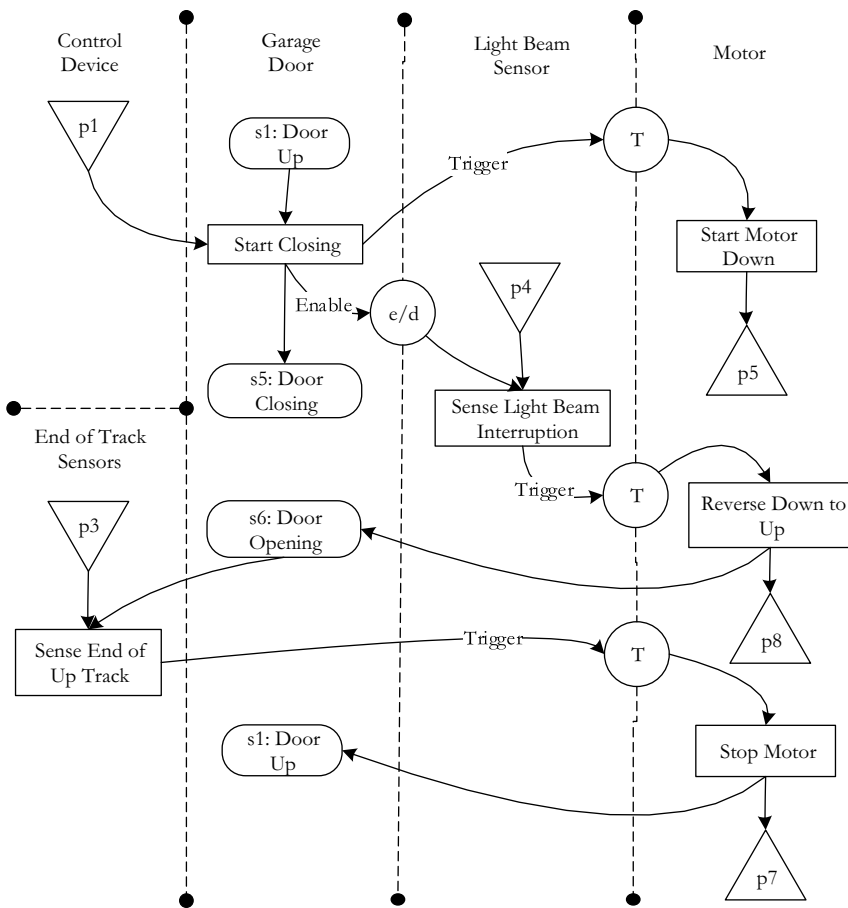 Control
Device
Garage
Door
Light Beam
Sensor
Motor
p1
s1: Door
Up
T
Trigger
Start Closing
Start Motor
Down
p4
Enable
e/d
p5
s5: Door
Closing
Sense Light Beam
Interruption
End of Track
Sensors
Trigger
T
Reverse Down to
Up
p3
s6: Door
Opening
Trigger
T
p8
Sense End of
Up Track
s1: Door
Up
Stop Motor
p7